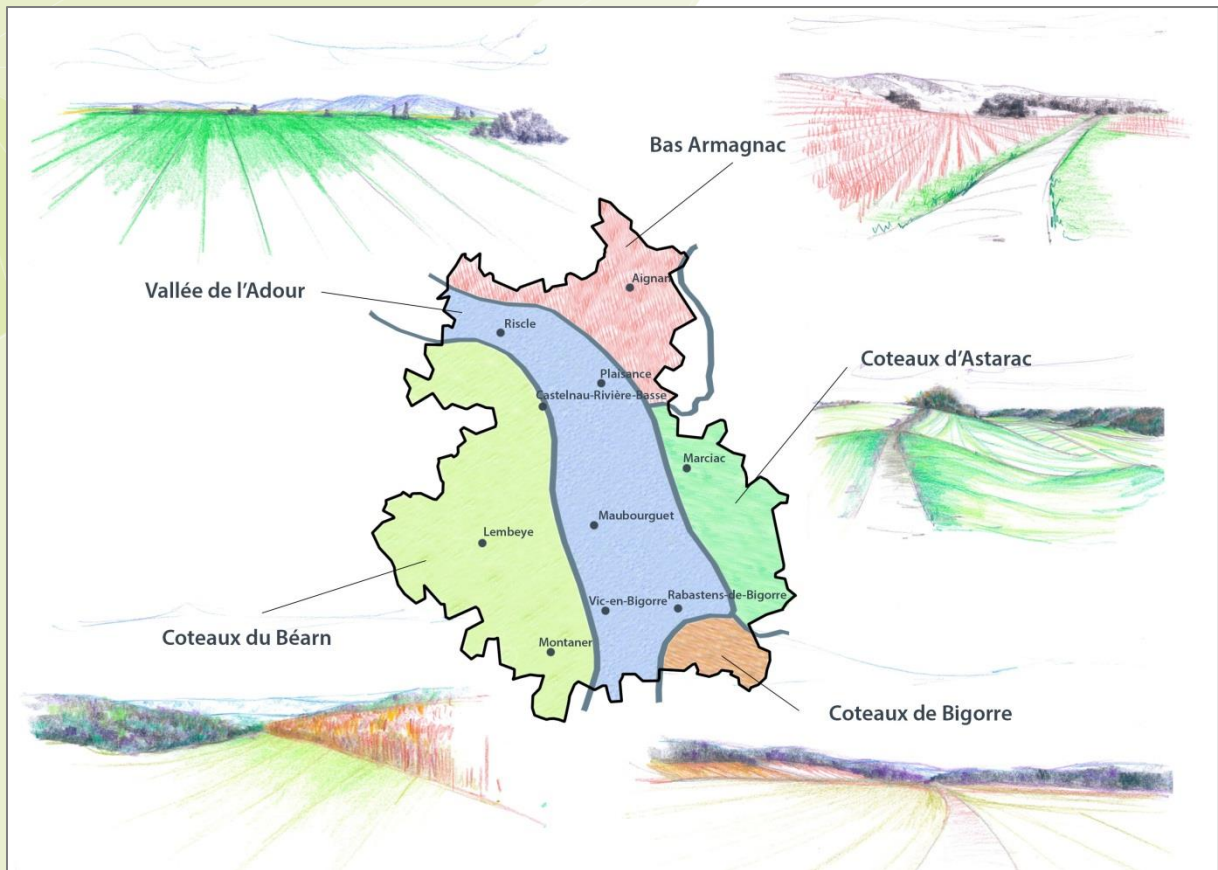 Bas Armagnac
Aignan
Vallée de l'Adour
Riscle
Coteaux d'Astarac
Plaisance
Castelnau-Rivière-Basse
Marciac
Maubourguet
Lembeye
Vic-en-Bigorre
Rabastens-de-Bigorre
Coteaux du Béarn
Montaner
Coteaux de Bigorre